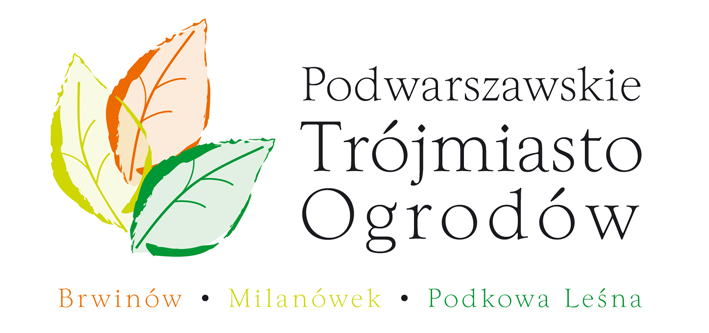 Podwarszawskie
Trójmiasto
Ogrodów
Brwinów • Milanówek • Podkowa Leśna